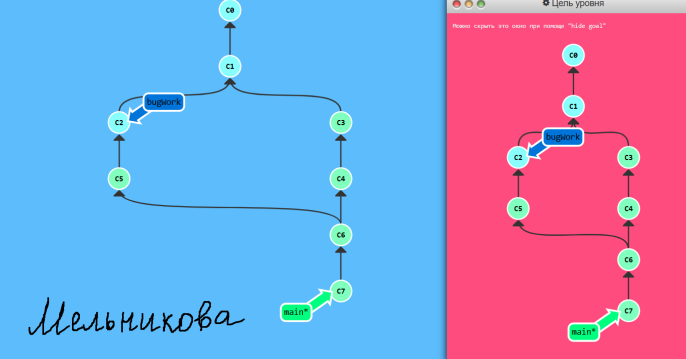 C0
C1
bugWork
C2
C3
C5
C4
C6
C7
main*
Мельникова
Цель уровня
Можно скрыть это окно при помощи "hide goal"
C0
C1
bugWork
C2
C3
C5
C4
C6
C7
main*